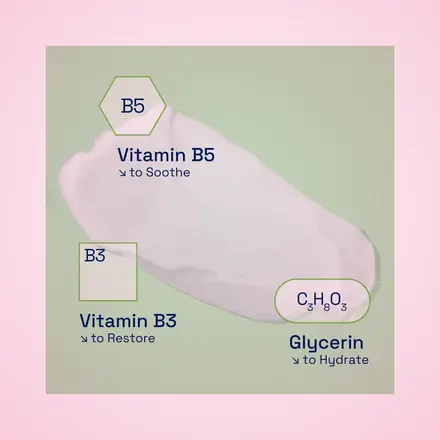 B5
Vitamin B5
↘ to Soothe
B3
Vitamin B3
↘ to Restore
C₃H₈O₃
Glycerin
↘ to Hydrate